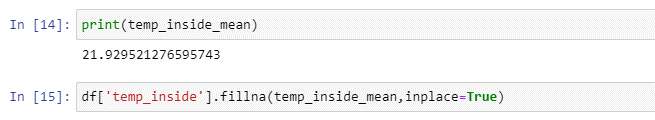 In [14]: print(temp_inside_mean)
21.929521276595743
In [15]: df['temp_inside'].fillna(temp_inside_mean,inplace=True)